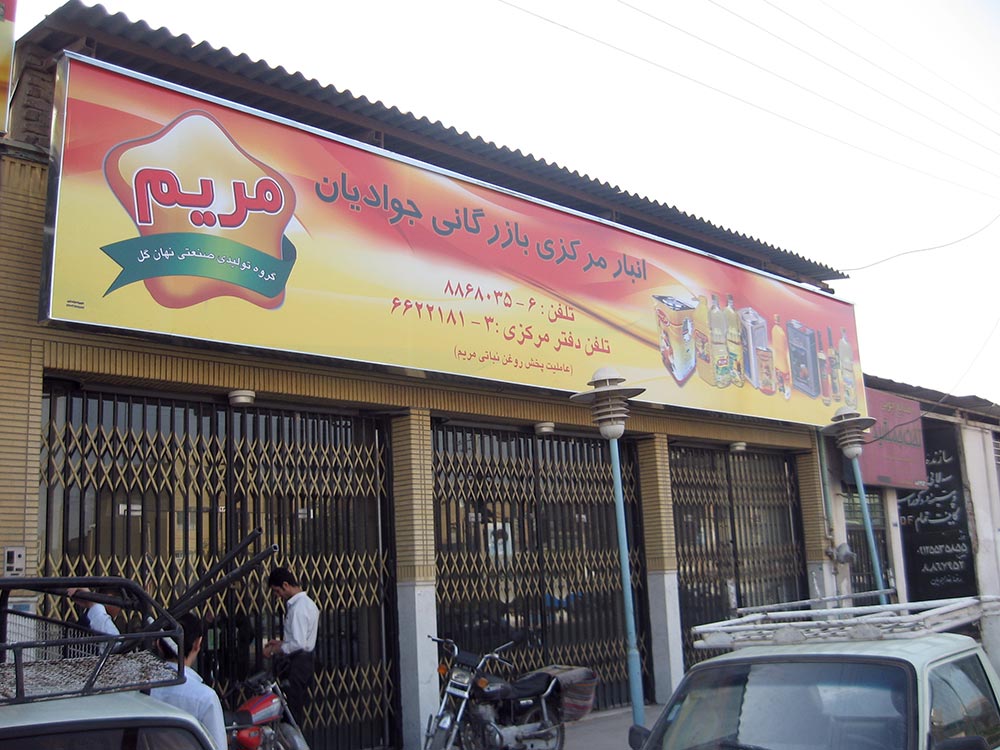 مریم
گروه تولیدی صنعتی نهان گل
انبار مرکزی بازرگانی جوادیان
تلفن : ۶ - ۸۸۶۸۰۳۵
تلفن دفتر مرکزی : ۳ - ۶۶۲۲۱۸۱
(عاملیت پخش روغن نباتی مریم)
سازنده